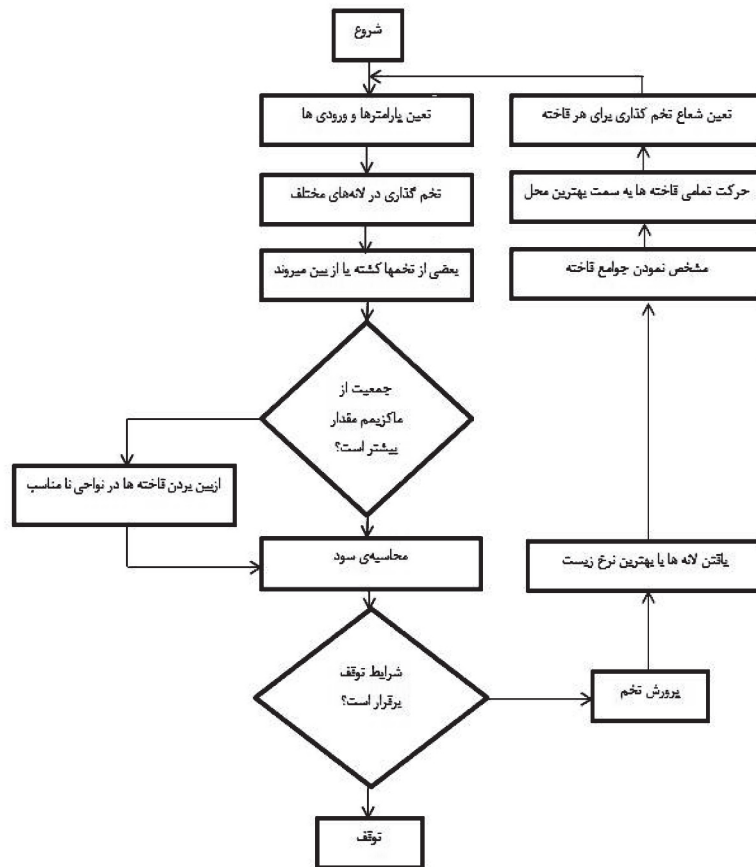 شروع
تعین پارامترها و ورودی ها
تخم گذاری در لانه‌های مختلف
بعضی از تخمها کشته یا از بین میروند
جمعیت از
ماکزیمم مقدار
بیشتر است؟
ازبین بردن فاخته ها در نواحی نا مناسب
محاسبه‌ی سود
شرایط توقف
برقرار است؟
توقف
پرورش تخم
یافتن لانه ها با بهترین نرخ زیست
مشخص نمودن جوامع فاخته
حرکت تمامی فاخته ها به سمت بهترین محل
تعین شعاع تخم گذاری برای هر فاخته